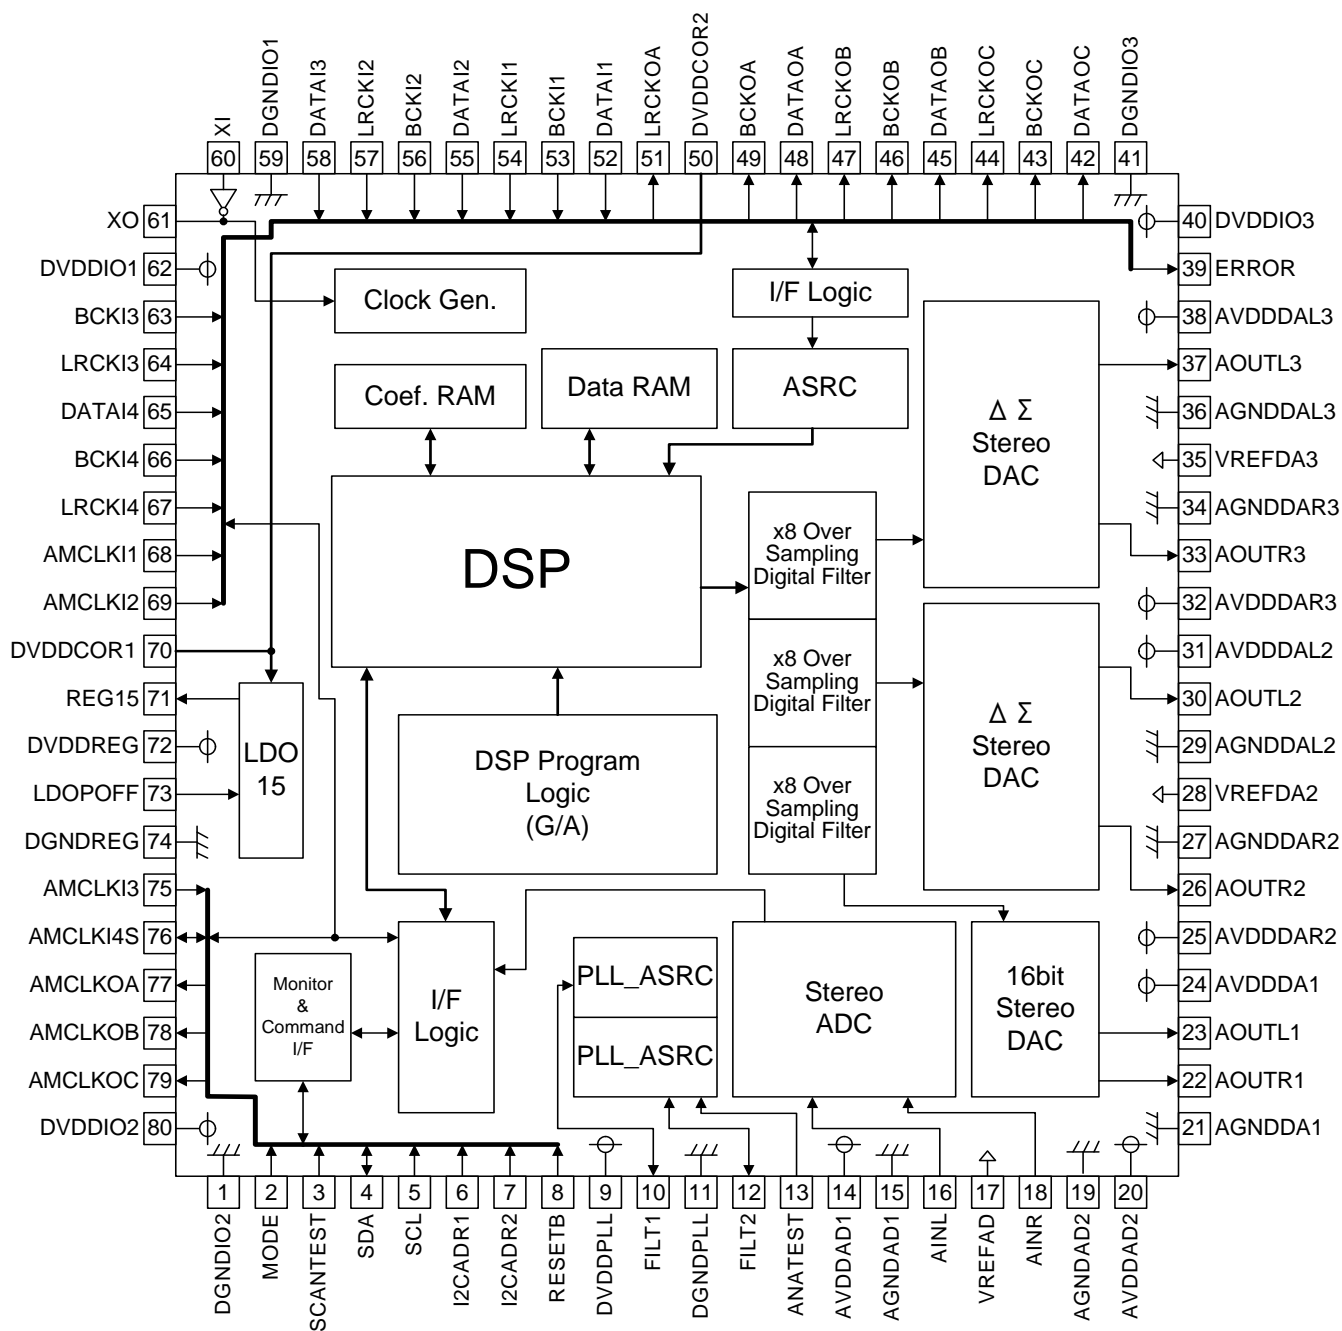 XI
DGNDIO1
DATAI3
LRCKI2
BCKI2
DATAI2
LRCKI1
BCKI1
DATAI1
LRCKOA
DVDDCOR2
BCKOA
DATAOA
LRCKOB
BCKOB
DATAOB
LRCKOC
BCKOC
DATAOC
DGNDIO3
60 59 58 57 56 55 54 53 52 51 50 49 48 47 46 45 44 43 42 41
XO 61
DVDDIO1 62
BCKI3 63
LRCKI3 64
DATAI4 65
BCKI4 66
LRCKI4 67
AMCLKI1 68
AMCLKI2 69
DVDDCOR1 70
REG15 71
DVDDREG 72
LDOPOFF 73
DGNDREG 74
AMCLKI3 75
AMCLKI4S 76
AMCLKOA 77
AMCLKOB 78
AMCLKOC 79
DVDDIO2 80
Clock Gen.
I/F Logic
Coef. RAM
Data RAM
ASRC
DSP
x8 Over
Sampling
Digital Filter
x8 Over
Sampling
Digital Filter
x8 Over
Sampling
Digital Filter
Δ Σ
Stereo
DAC
Δ Σ
Stereo
DAC
LDO
15
DSP Program
Logic
(G/A)
Monitor
&
Command
I/F
I/F
Logic
PLL_ASRC
PLL_ASRC
Stereo
ADC
16bit
Stereo
DAC
40 DVDDIO3
39 ERROR
38 AVDDDAL3
37 AOUTL3
36 AGNDDAL3
35 VREFDA3
34 AGNDDAR3
33 AOUTR3
32 AVDDDAR3
31 AVDDDAL2
30 AOUTL2
29 AGNDDAL2
28 VREFDA2
27 AGNDDAR2
26 AOUTR2
25 AVDDDAR2
24 AVDDDA1
23 AOUTL1
22 AOUTR1
21 AGNDDA1
1 2 3 4 5 6 7 8 9 10 11 12 13 14 15 16 17 18 19 20
DGNDIO2
MODE
SCANTEST
SDA
SCL
I2CADR1
I2CADR2
RESETB
DVDDPLL
FILT1
DGNDPLL
FILT2
ANATEST
AVDDAD1
AGNDAD1
AINL
VREFAD
AINR
AGNDAD2
AVDDAD2